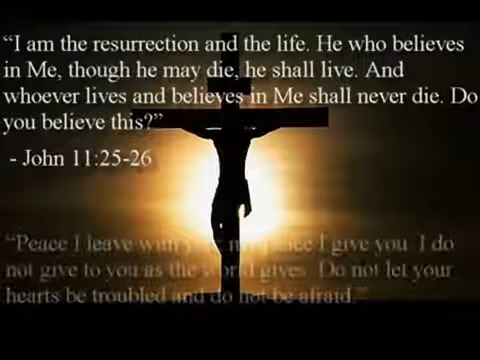 “I am the resurrection and the life. He who believes
in Me, though he may die, he shall live. And
whoever lives and believes in Me shall never die. Do
you believe this?”
- John 11:25-26
“Peace I leave with I give you I do
not give to you as the world gives. Do not let your
hearts be troubled and do not be afraid.”